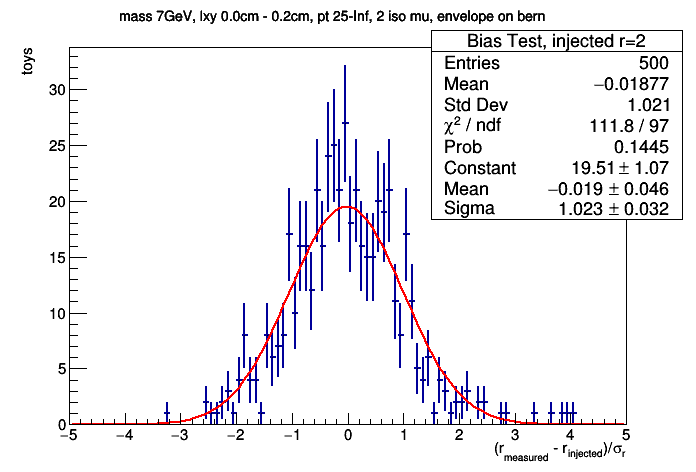 mass 7GeV, lxy 0.0cm - 0.2cm, pt 25-Inf, 2 iso mu, envelope on bern
Bias Test, injected r=2
Entries 500
Mean −0.01877
Std Dev 1.021
χ² / ndf 111.8 / 97
Prob 0.1445
Constant 19.51 ± 1.07
Mean −0.019 ± 0.046
Sigma 1.023 ± 0.032
toys
30
25
20
15
10
5
0
−5 −4 −3 −2 −1 0 1 2 3 4 5
(r_measured - r_injected)/σ_r